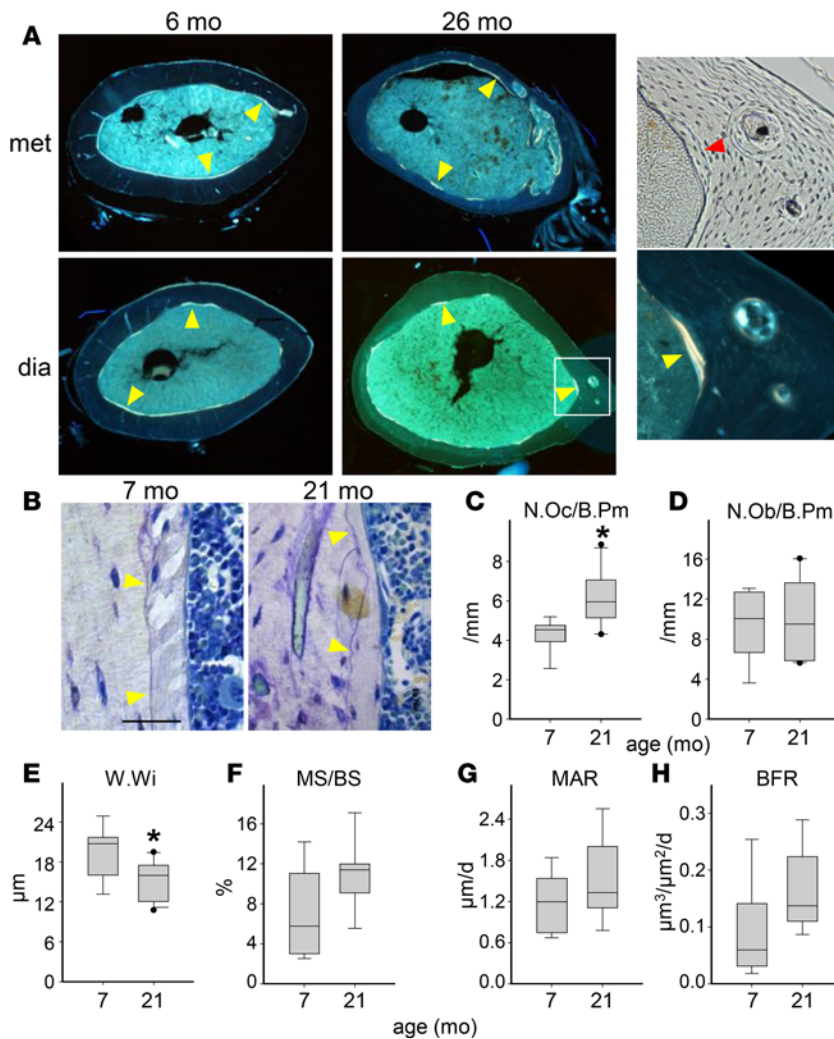 A
6 mo
26 mo
met
dia
B
7 mo
21 mo
C
N.Oc/B.Pm
*
/mm
8
6
4
2
0
7
21
D
N.Ob/B.Pm
/mm
16
12
8
4
0
7
21
age (mo)
E
W.Wi
*
µm
24
18
12
6
0
7
21
F
MS/BS
%
16
12
8
4
0
7
21
age (mo)
G
MAR
µm/d
2.4
1.8
1.2
0.6
0.0
7
21
H
BFR
µm³/µm²/d
0.3
0.2
0.1
0.0
7
21